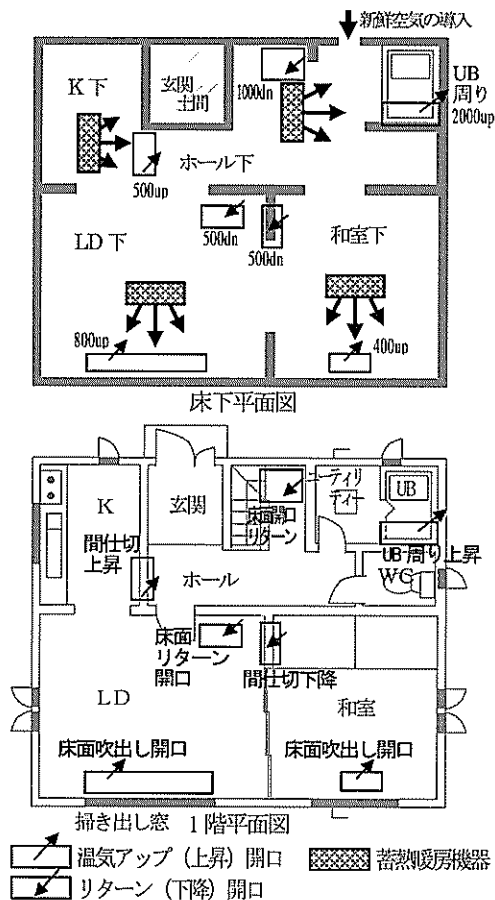 新鮮空気の導入
K下
玄関
土間
1000dn
UB
周り
2000up
ホール下
500up
500dn
500dn
LD下
和室下
800up
400up
床下平面図
K
玄関
ユーティリ
ティー
UB
床面開口
リターン
間仕切
上昇
UB周り上昇
WC
ホール
床面
リターン
開口
間仕切下降
LD
和室
床面吹出し開口
床面吹出し開口
掃き出し窓 1階平面図
温気アップ（上昇）開口
蓄熱暖房機器
リターン（下降）開口